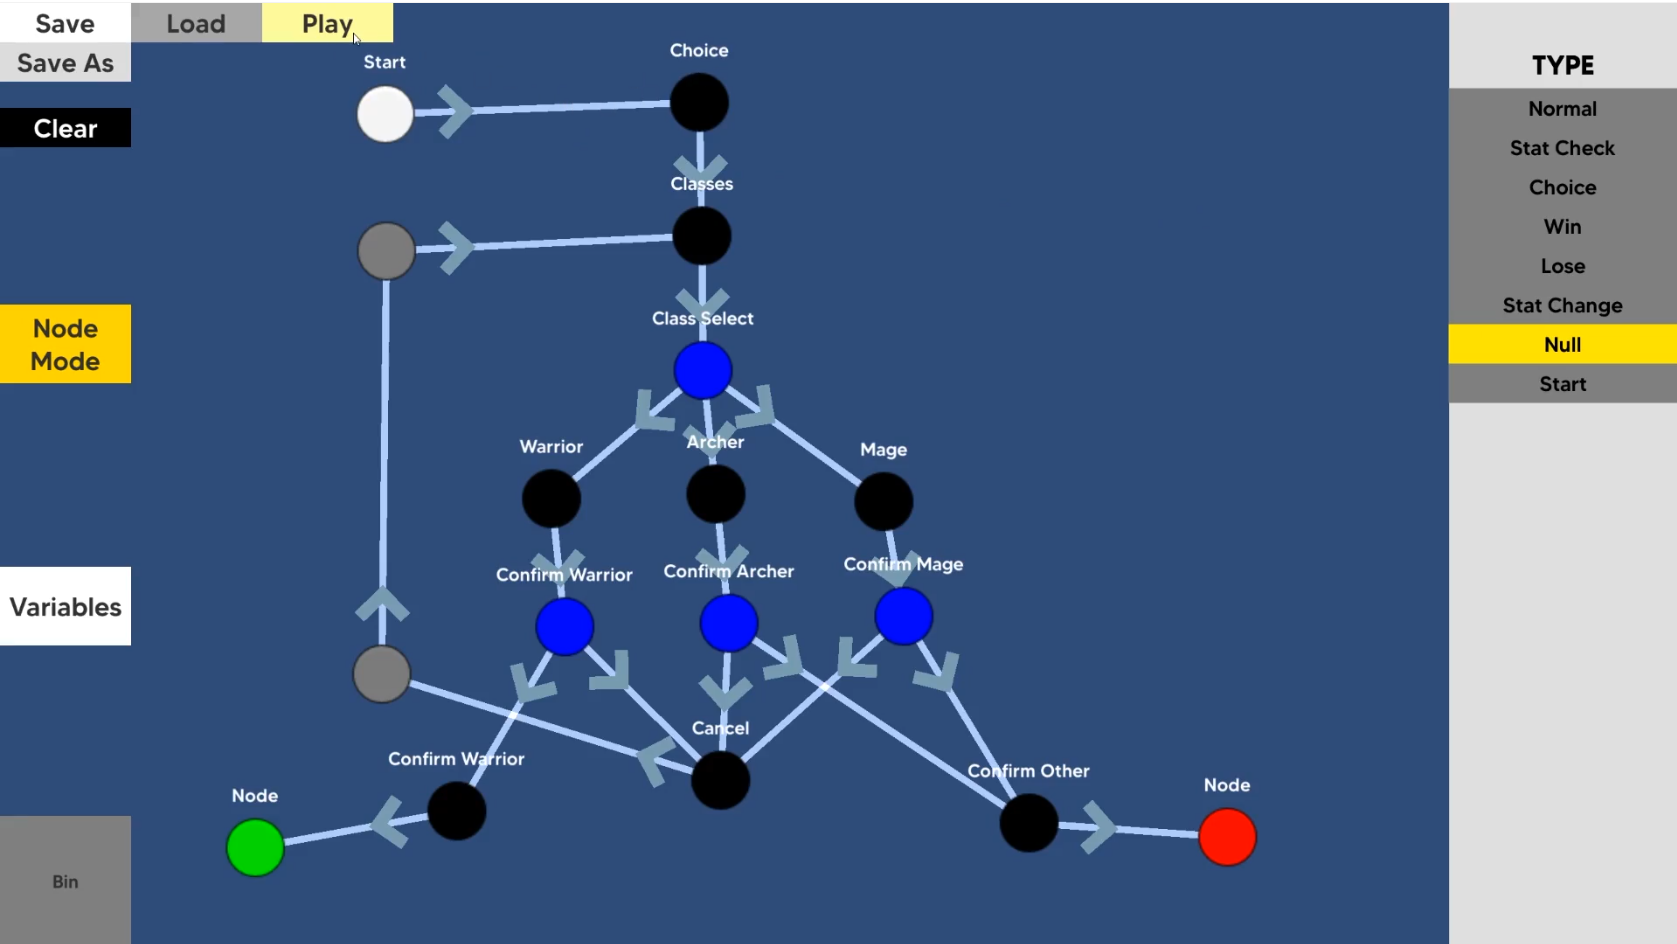 Save
Load
Play
Save As
Clear
Node
Mode
Variables
Bin
Start
Choice
Classes
Class Select
Warrior
Archer
Mage
Confirm Warrior
Confirm Archer
Confirm Mage
Cancel
Confirm Warrior
Confirm Other
Node
Node
TYPE
Normal
Stat Check
Choice
Win
Lose
Stat Change
Null
Start